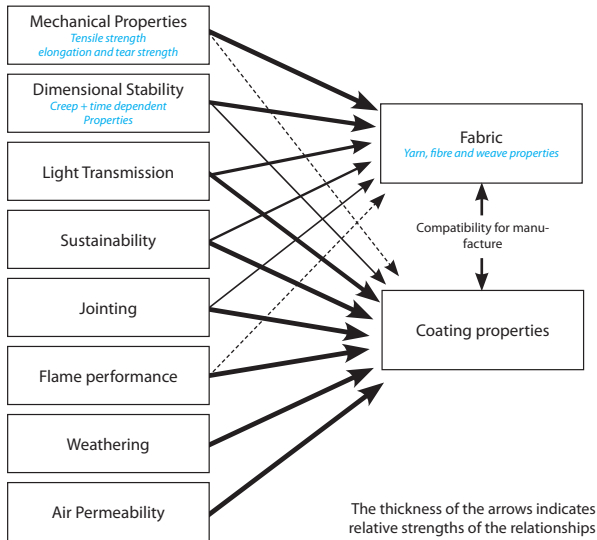 Mechanical Properties
Tensile strength
elongation and tear strength
Dimensional Stability
Creep + time dependent
Properties
Light Transmission
Sustainability
Jointing
Flame performance
Weathering
Air Permeability
Fabric
Yarn, fibre and weave properties
Compatibility for manu-
facture
Coating properties
The thickness of the arrows indicates
relative strengths of the relationships